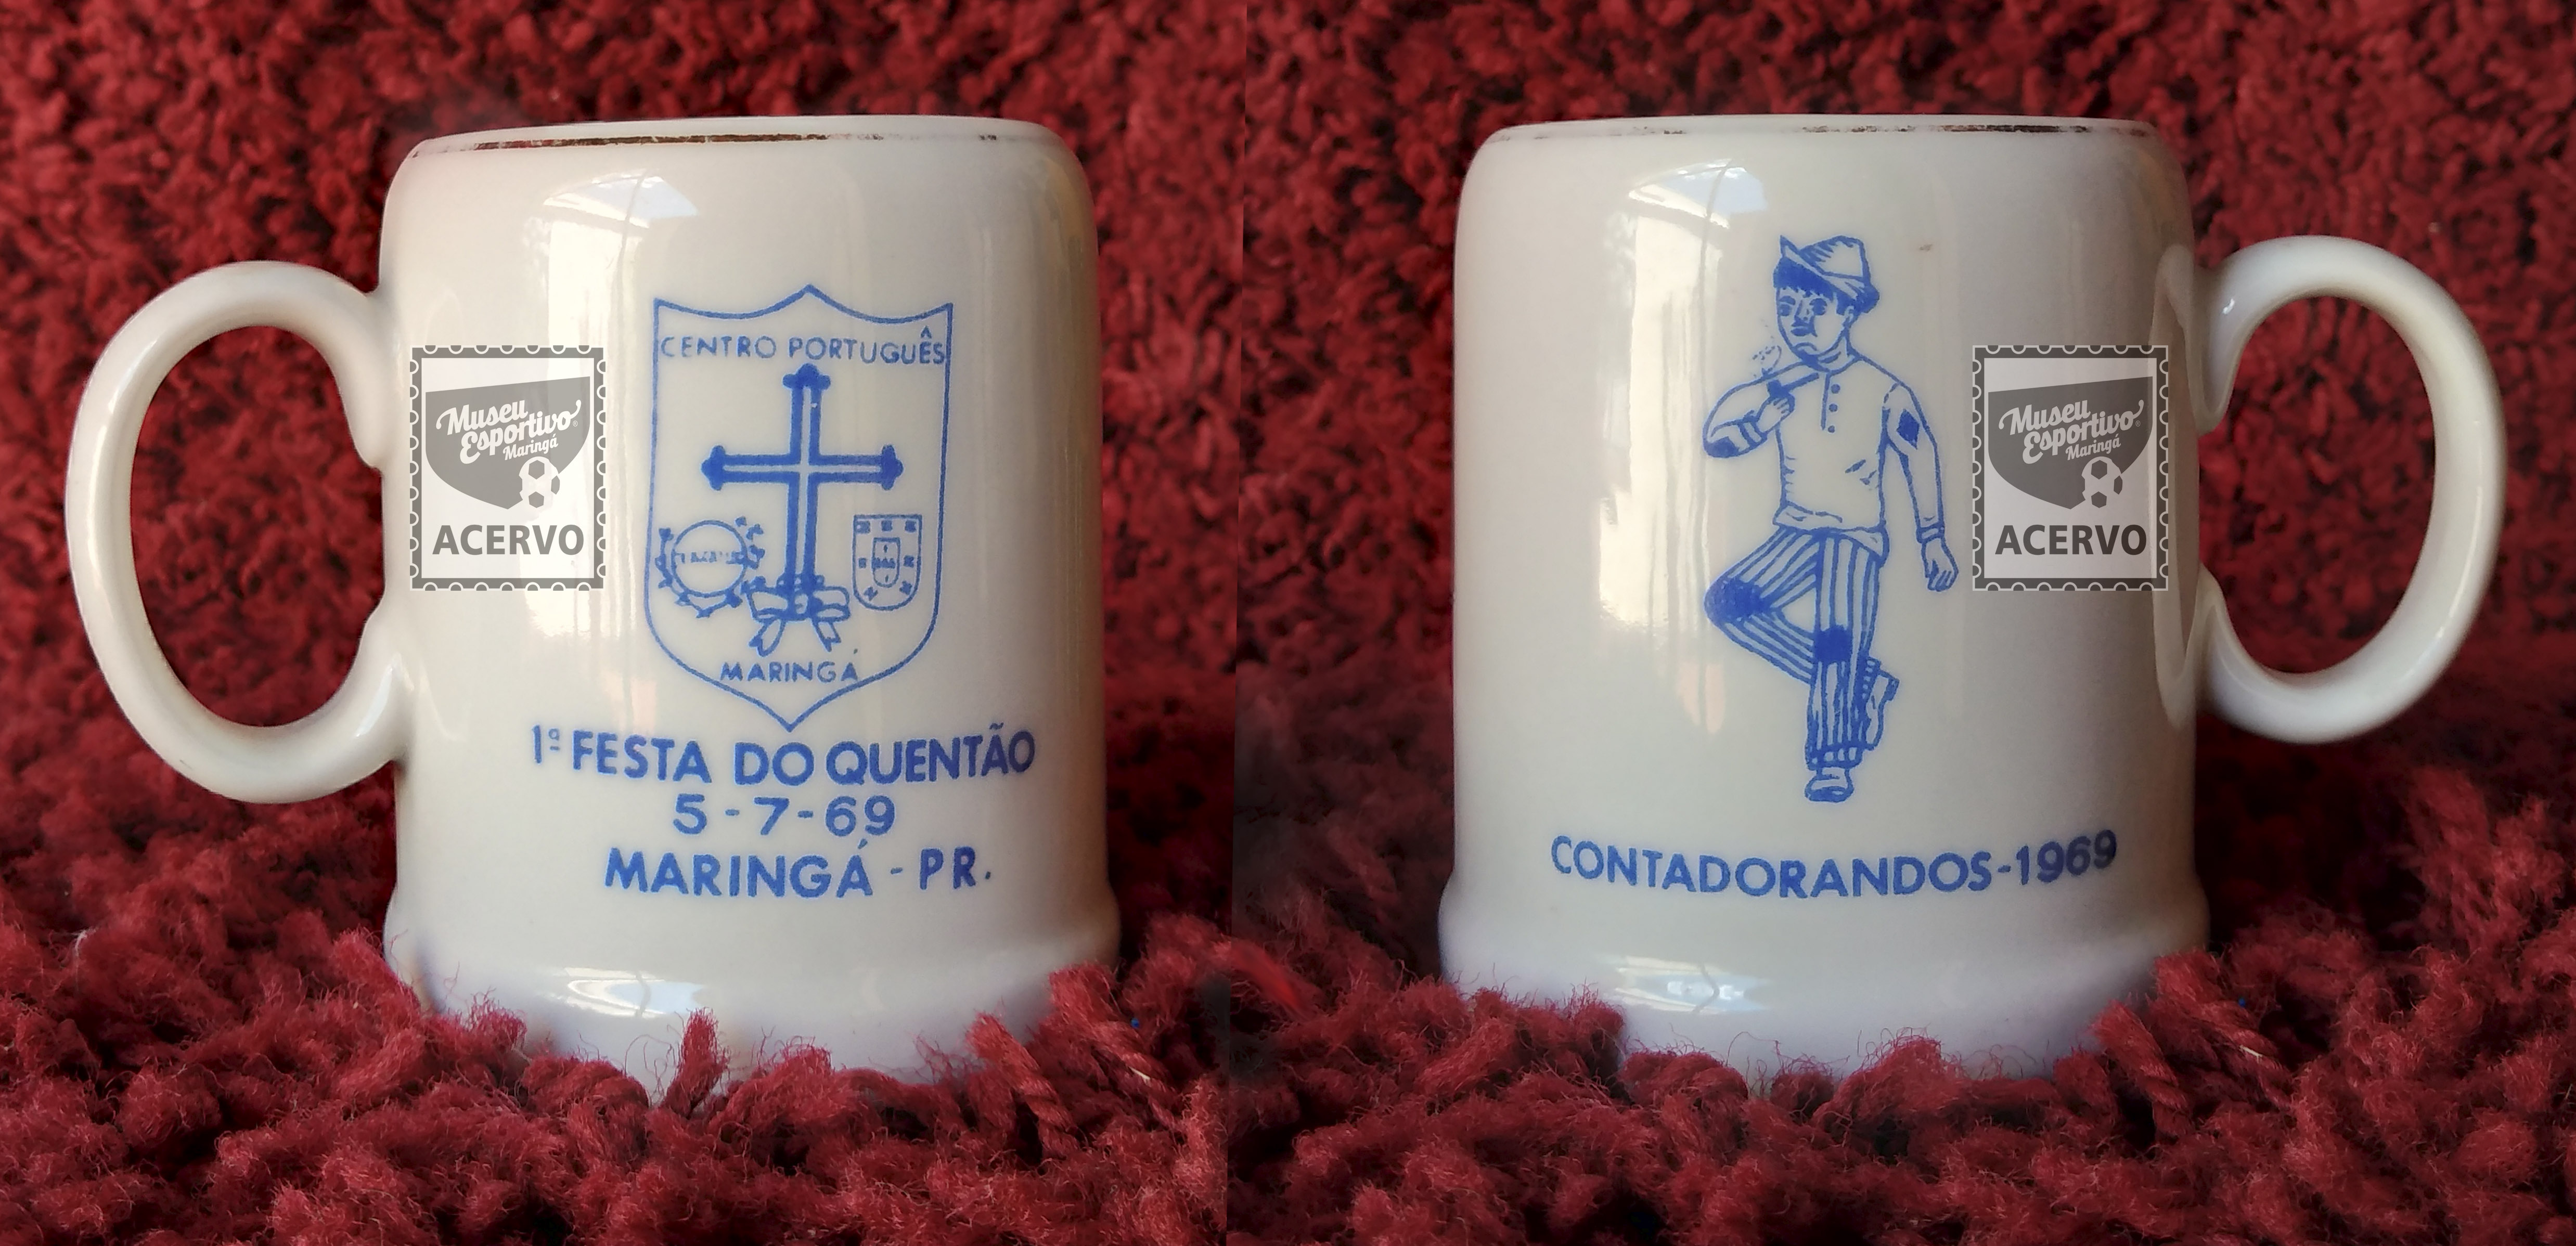 Museu
Esportivo
Maringá
ACERVO
CENTRO PORTUGUÊS
MARINGÁ
1ª FESTA DO QUENTÃO
5-7-69
MARINGÁ - PR.
Museu
Esportivo
Maringá
ACERVO
CONTADORANDOS-1969